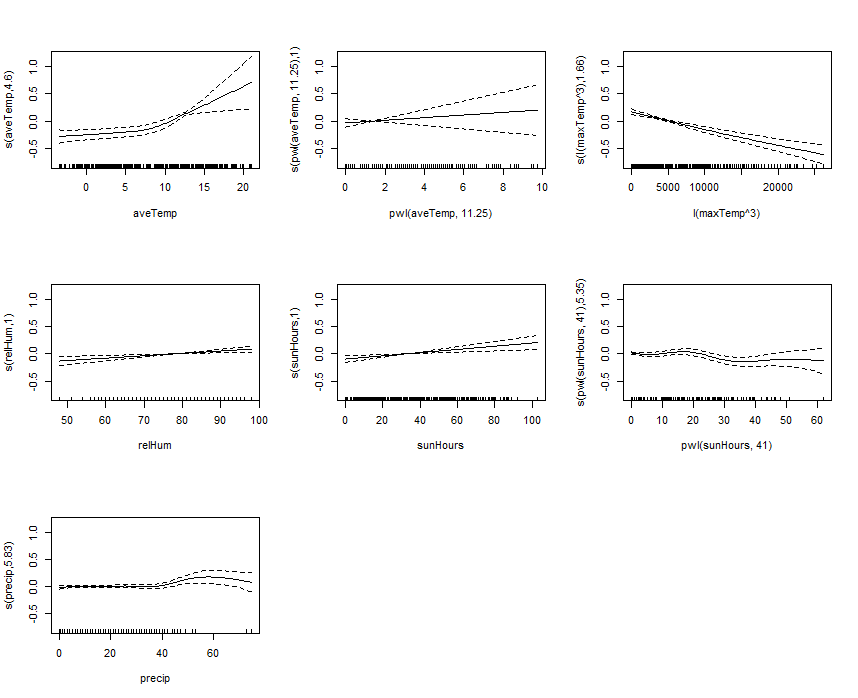 s(aveTemp,4.6)
-0.5 0.0 0.5 1.0
0 5 10 15 20
aveTemp
s(pwl(aveTemp, 11.25),1)
-0.5 0.0 0.5 1.0
0 2 4 6 8 10
pwl(aveTemp, 11.25)
s(I(maxTemp^3),1.66)
-0.5 0.0 0.5 1.0
0 5000 10000 20000
I(maxTemp^3)
s(relHum,1)
-0.5 0.0 0.5 1.0
50 60 70 80 90 100
relHum
s(sunHours,1)
-0.5 0.0 0.5 1.0
0 20 40 60 80 100
sunHours
s(pwl(sunHours, 41),5.35)
-0.5 0.0 0.5 1.0
0 10 20 30 40 50 60
pwl(sunHours, 41)
s(precip,5.83)
-0.5 0.0 0.5 1.0
0 20 40 60
precip